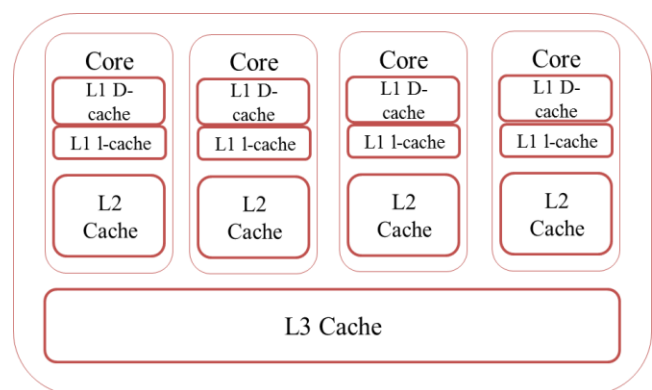 Core
L1 D-
cache
L1 l-cache
L2
Cache
Core
L1 D-
cache
L1 l-cache
L2
Cache
Core
L1 D-
cache
L1 l-cache
L2
Cache
Core
L1 D-
cache
L1 l-cache
L2
Cache
L3 Cache